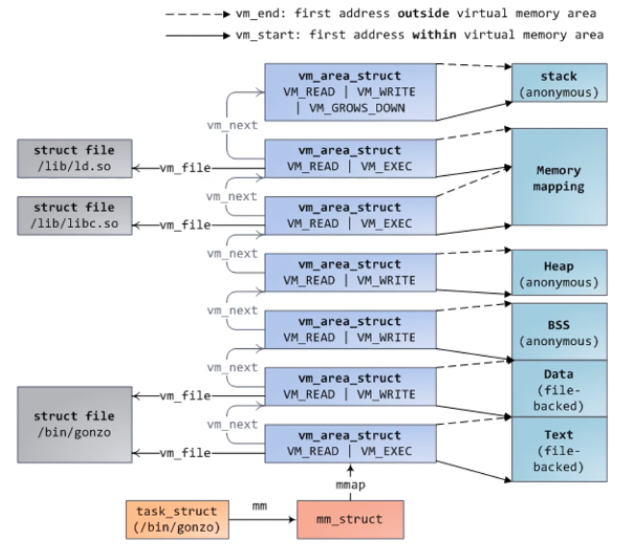 vm_end: first address outside virtual memory area
vm_start: first address within virtual memory area
vm_area_struct
VM_READ | VM_WRITE
| VM_GROWS_DOWN
stack
(anonymous)
vm_next
struct file
/lib/ld.so
vm_file
vm_area_struct
VM_READ | VM_EXEC
Memory
mapping
vm_next
struct file
/lib/libc.so
vm_file
vm_area_struct
VM_READ | VM_EXEC
vm_next
vm_area_struct
VM_READ | VM_WRITE
Heap
(anonymous)
vm_next
vm_area_struct
VM_READ | VM_WRITE
BSS
(anonymous)
vm_next
struct file
/bin/gonzo
vm_file
vm_area_struct
VM_READ | VM_WRITE
Data
(file-
backed)
vm_next
vm_file
vm_area_struct
VM_READ | VM_EXEC
Text
(file-
backed)
mmap
task_struct
(/bin/gonzo)
mm
mm_struct